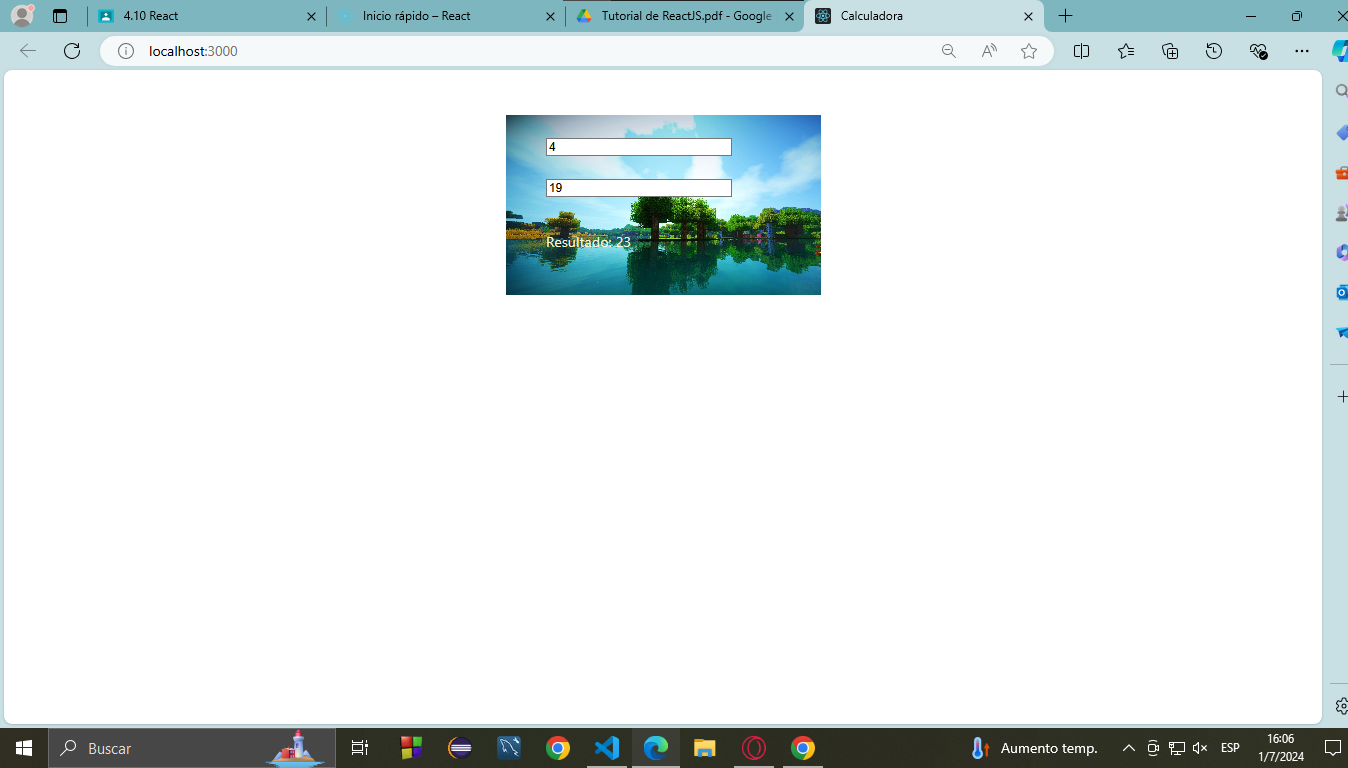 4.10 React
Inicio rápido – React
Tutorial de ReactJS.pdf - Google
Calculadora
localhost:3000
4
19
Resultado: 23
Buscar
Aumento temp.
ESP
16:06
1/7/2024